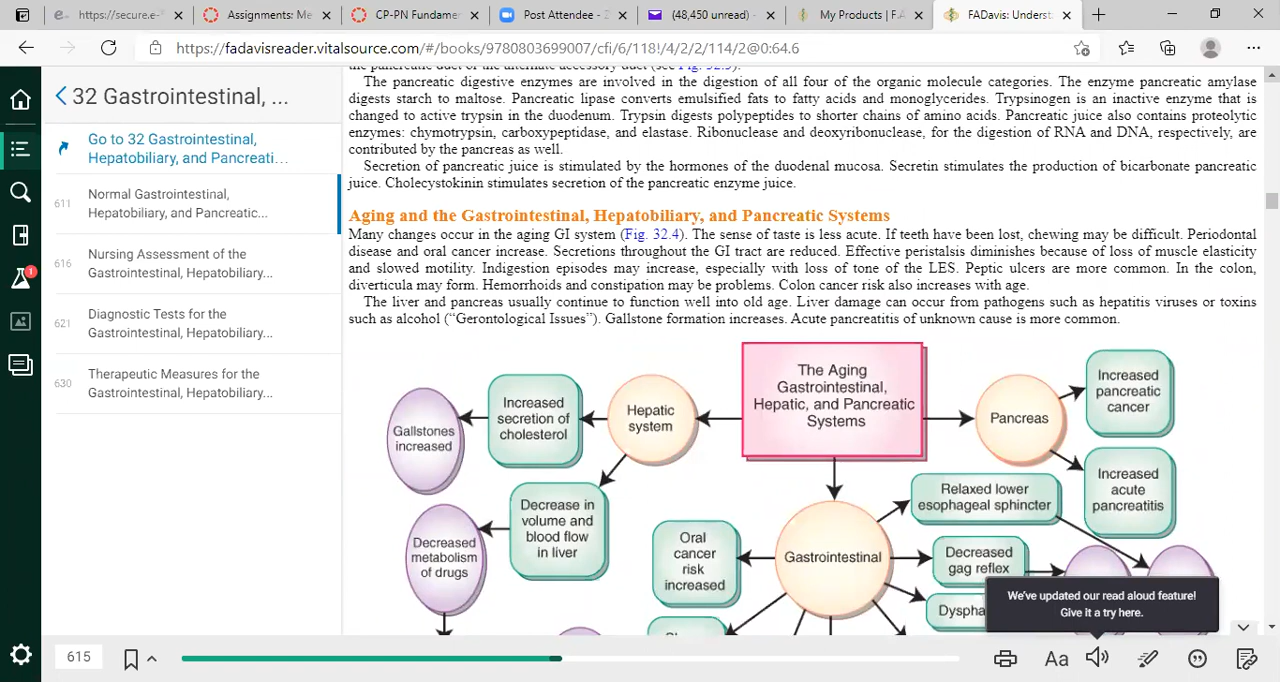 https://secure.e-
Assignments: Me
CP-PN Fundamer
Post Attendee - Z
(48,450 unread) -
My Products | F.A
FADavis: Underst
https://fadavisreader.vitalsource.com/#/books/9780803699007/cfi/6/118!/4/2/2/114/2@0:64.6
32 Gastrointestinal, ...
Go to 32 Gastrointestinal,
Hepatobiliary, and Pancreati...
611
Normal Gastrointestinal,
Hepatobiliary, and Pancreatic...
616
Nursing Assessment of the
Gastrointestinal, Hepatobiliary...
621
Diagnostic Tests for the
Gastrointestinal, Hepatobiliary...
630
Therapeutic Measures for the
Gastrointestinal, Hepatobiliary...
1
the pancreatic duct or the alternate accessory duct (see Fig. 32.3).
The pancreatic digestive enzymes are involved in the digestion of all four of the organic molecule categories. The enzyme pancreatic amylase
digests starch to maltose. Pancreatic lipase converts emulsified fats to fatty acids and monoglycerides. Trypsinogen is an inactive enzyme that is
changed to active trypsin in the duodenum. Trypsin digests polypeptides to shorter chains of amino acids. Pancreatic juice also contains proteolytic
enzymes: chymotrypsin, carboxypeptidase, and elastase. Ribonuclease and deoxyribonuclease, for the digestion of RNA and DNA, respectively, are
contributed by the pancreas as well.
Secretion of pancreatic juice is stimulated by the hormones of the duodenal mucosa. Secretin stimulates the production of bicarbonate pancreatic
juice. Cholecystokinin stimulates secretion of the pancreatic enzyme juice.
Aging and the Gastrointestinal, Hepatobiliary, and Pancreatic Systems
Many changes occur in the aging GI system (Fig. 32.4). The sense of taste is less acute. If teeth have been lost, chewing may be difficult. Periodontal
disease and oral cancer increase. Secretions throughout the GI tract are reduced. Effective peristalsis diminishes because of loss of muscle elasticity
and slowed motility. Indigestion episodes may increase, especially with loss of tone of the LES. Peptic ulcers are more common. In the colon,
diverticula may form. Hemorrhoids and constipation may be problems. Colon cancer risk also increases with age.
The liver and pancreas usually continue to function well into old age. Liver damage can occur from pathogens such as hepatitis viruses or toxins
such as alcohol (“Gerontological Issues”). Gallstone formation increases. Acute pancreatitis of unknown cause is more common.
The Aging
Gastrointestinal,
Hepatic, and Pancreatic
Systems
Hepatic
system
Increased
secretion of
cholesterol
Gallstones
increased
Decrease in
volume and
blood flow
in liver
Decreased
metabolism
of drugs
Pancreas
Increased
pancreatic
cancer
Increased
acute
pancreatitis
Gastrointestinal
Oral
cancer
risk
increased
Relaxed lower
esophageal sphincter
Decreased
gag reflex
Dyspha
We've updated our read aloud feature!
Give it a try here.
615
Aa